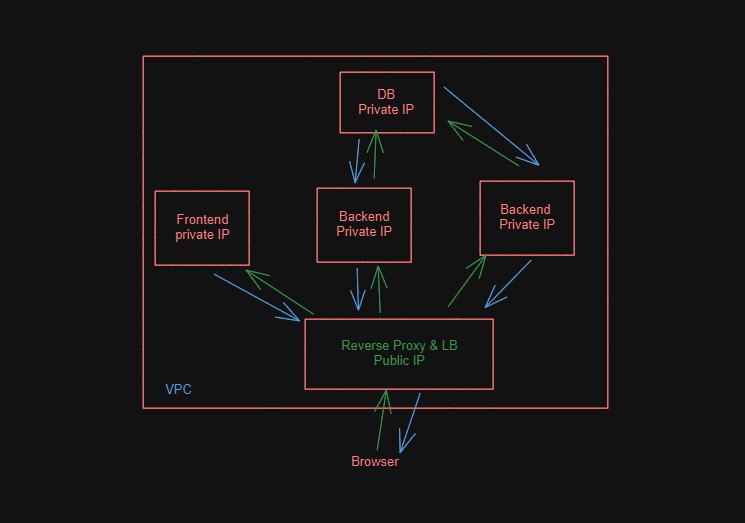 DB
Private IP
Frontend
private IP
Backend
Private IP
Backend
Private IP
Reverse Proxy & LB
Public IP
VPC
Browser